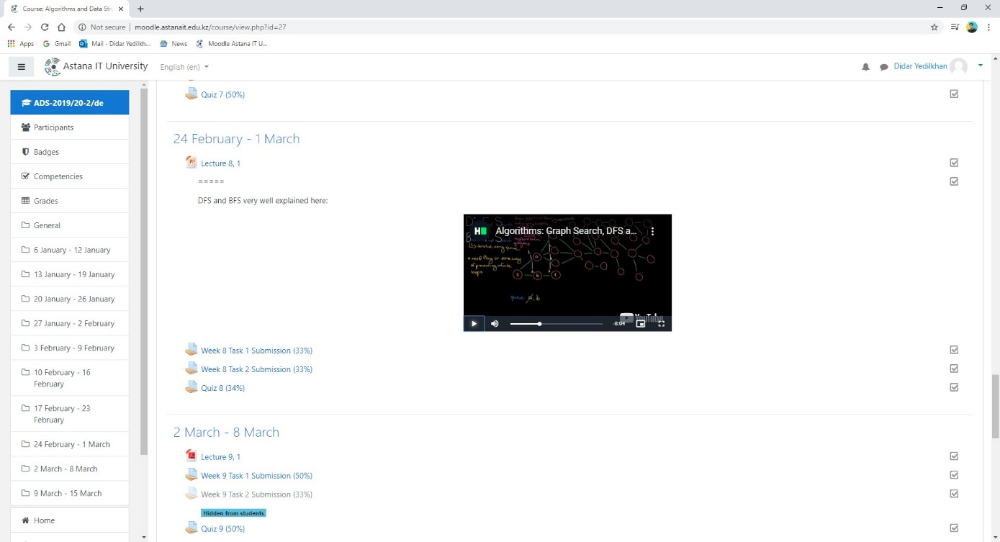 Course: Algorithms and Data Str
Not secure | moodle.astanait.edu.kz/course/view.php?id=27
Apps Gmail Mail - Didar Yedilkh... News Moodle Astana IT U...
Astana IT University English (en) Didar Yedilkhan
ADS-2019/20-2/de
Participants
Badges
Competencies
Grades
General
6 January - 12 January
13 January - 19 January
20 January - 26 January
27 January - 2 February
3 February - 9 February
10 February - 16
February
17 February - 23
February
24 February - 1 March
2 March - 8 March
9 March - 15 March
Home
Quiz 7 (50%)
24 February - 1 March
Lecture 8, 1
=====
DFS and BFS very well explained here:
Algorithms: Graph Search, DFS a...
queue a, b
YouTube
-8:04
Week 8 Task 1 Submission (33%)
Week 8 Task 2 Submission (33%)
Quiz 8 (34%)
2 March - 8 March
Lecture 9, 1
Week 9 Task 1 Submission (50%)
Week 9 Task 2 Submission (33%)
Hidden from students
Quiz 9 (50%)